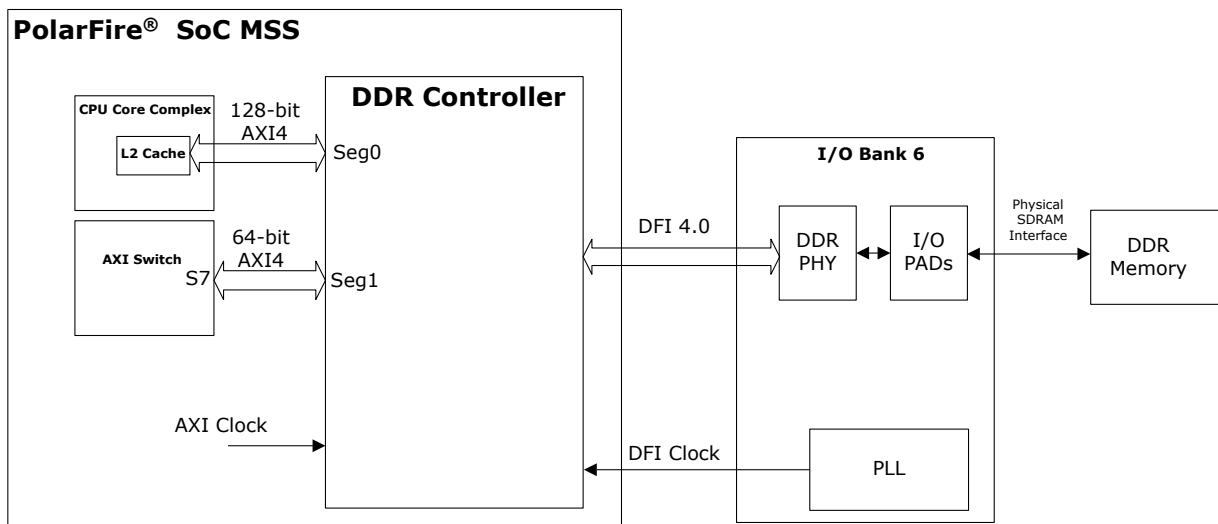 PolarFire® SoC MSS
CPU Core Complex
L2 Cache
128-bit
AXI4
DDR Controller
Seg0
AXI Switch
S7
64-bit
AXI4
Seg1
AXI Clock
DFI 4.0
DFI Clock
I/O Bank 6
DDR
PHY
I/O
PADs
PLL
Physical
SDRAM
Interface
DDR
Memory